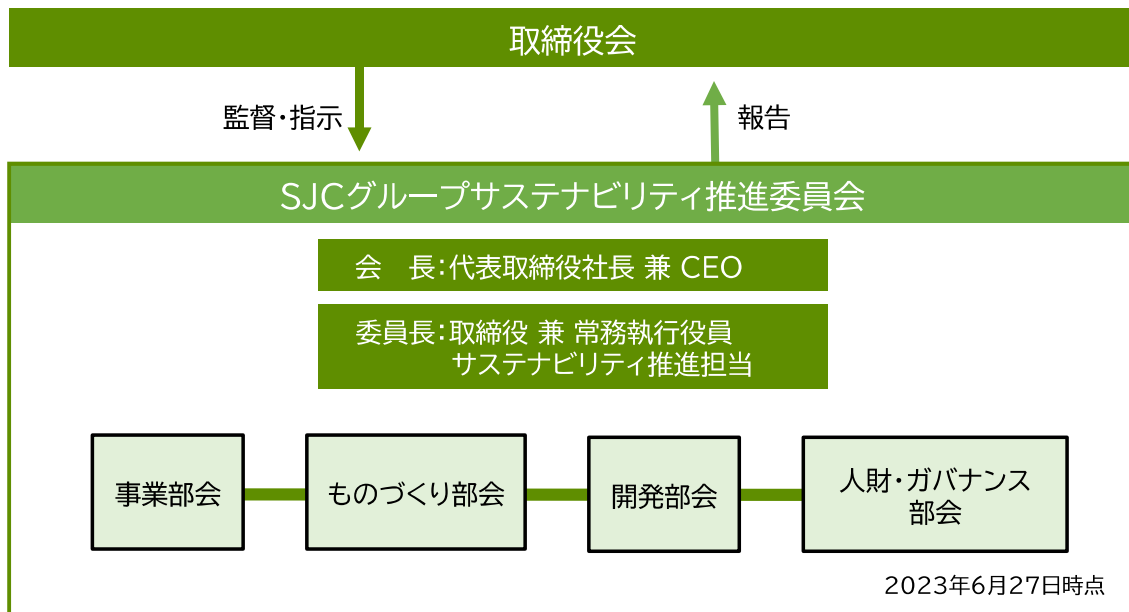 取締役会
監督・指示
報告
SJCグループサステナビリティ推進委員会
会　長:代表取締役社長 兼 CEO
委員長:取締役 兼 常務執行役員
サステナビリティ推進担当
事業部会
ものづくり部会
開発部会
人財・ガバナンス
部会
2023年6月27日時点